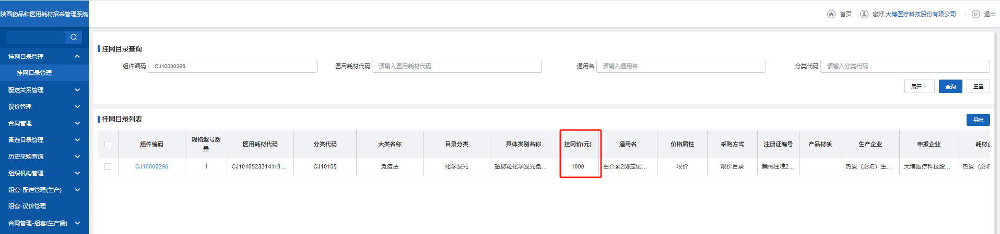 陕西药品和医用耗材招采管理系统
首页 您好,大博医疗科技股份有限公司 退出
挂网目录管理
挂网目录管理
配送关系管理
议价管理
合同管理
备选目录管理
历史采购查询
组织机构管理
组套-配送管理(生产)
组套-议价管理
合同管理-组套(生产端)
挂网目录查询
组件编码 CJ10000296 医用耗材代码 请输入医用耗材代码 通用名 请输入通用名 分类代码 请输入分类代码
展开 查询 重置
挂网目录列表 导出
组件编码 规格型号数量 医用耗材代码 分类代码 大类名称 目录分类 具体类别名称 挂网价(元) 通用名 价格属性 采购方式 注册证编号 产品材质 生产企业 申报企业 耗材
CJ10000296 1 CJ1010523314110... CJ10105 免疫法 化学发光 磁微粒化学发光免... 1000 白介素2测定试... 限价 限价目录 冀械注准2... 热景（廊坊）生... 大博医疗科技股... 热景（廊坊